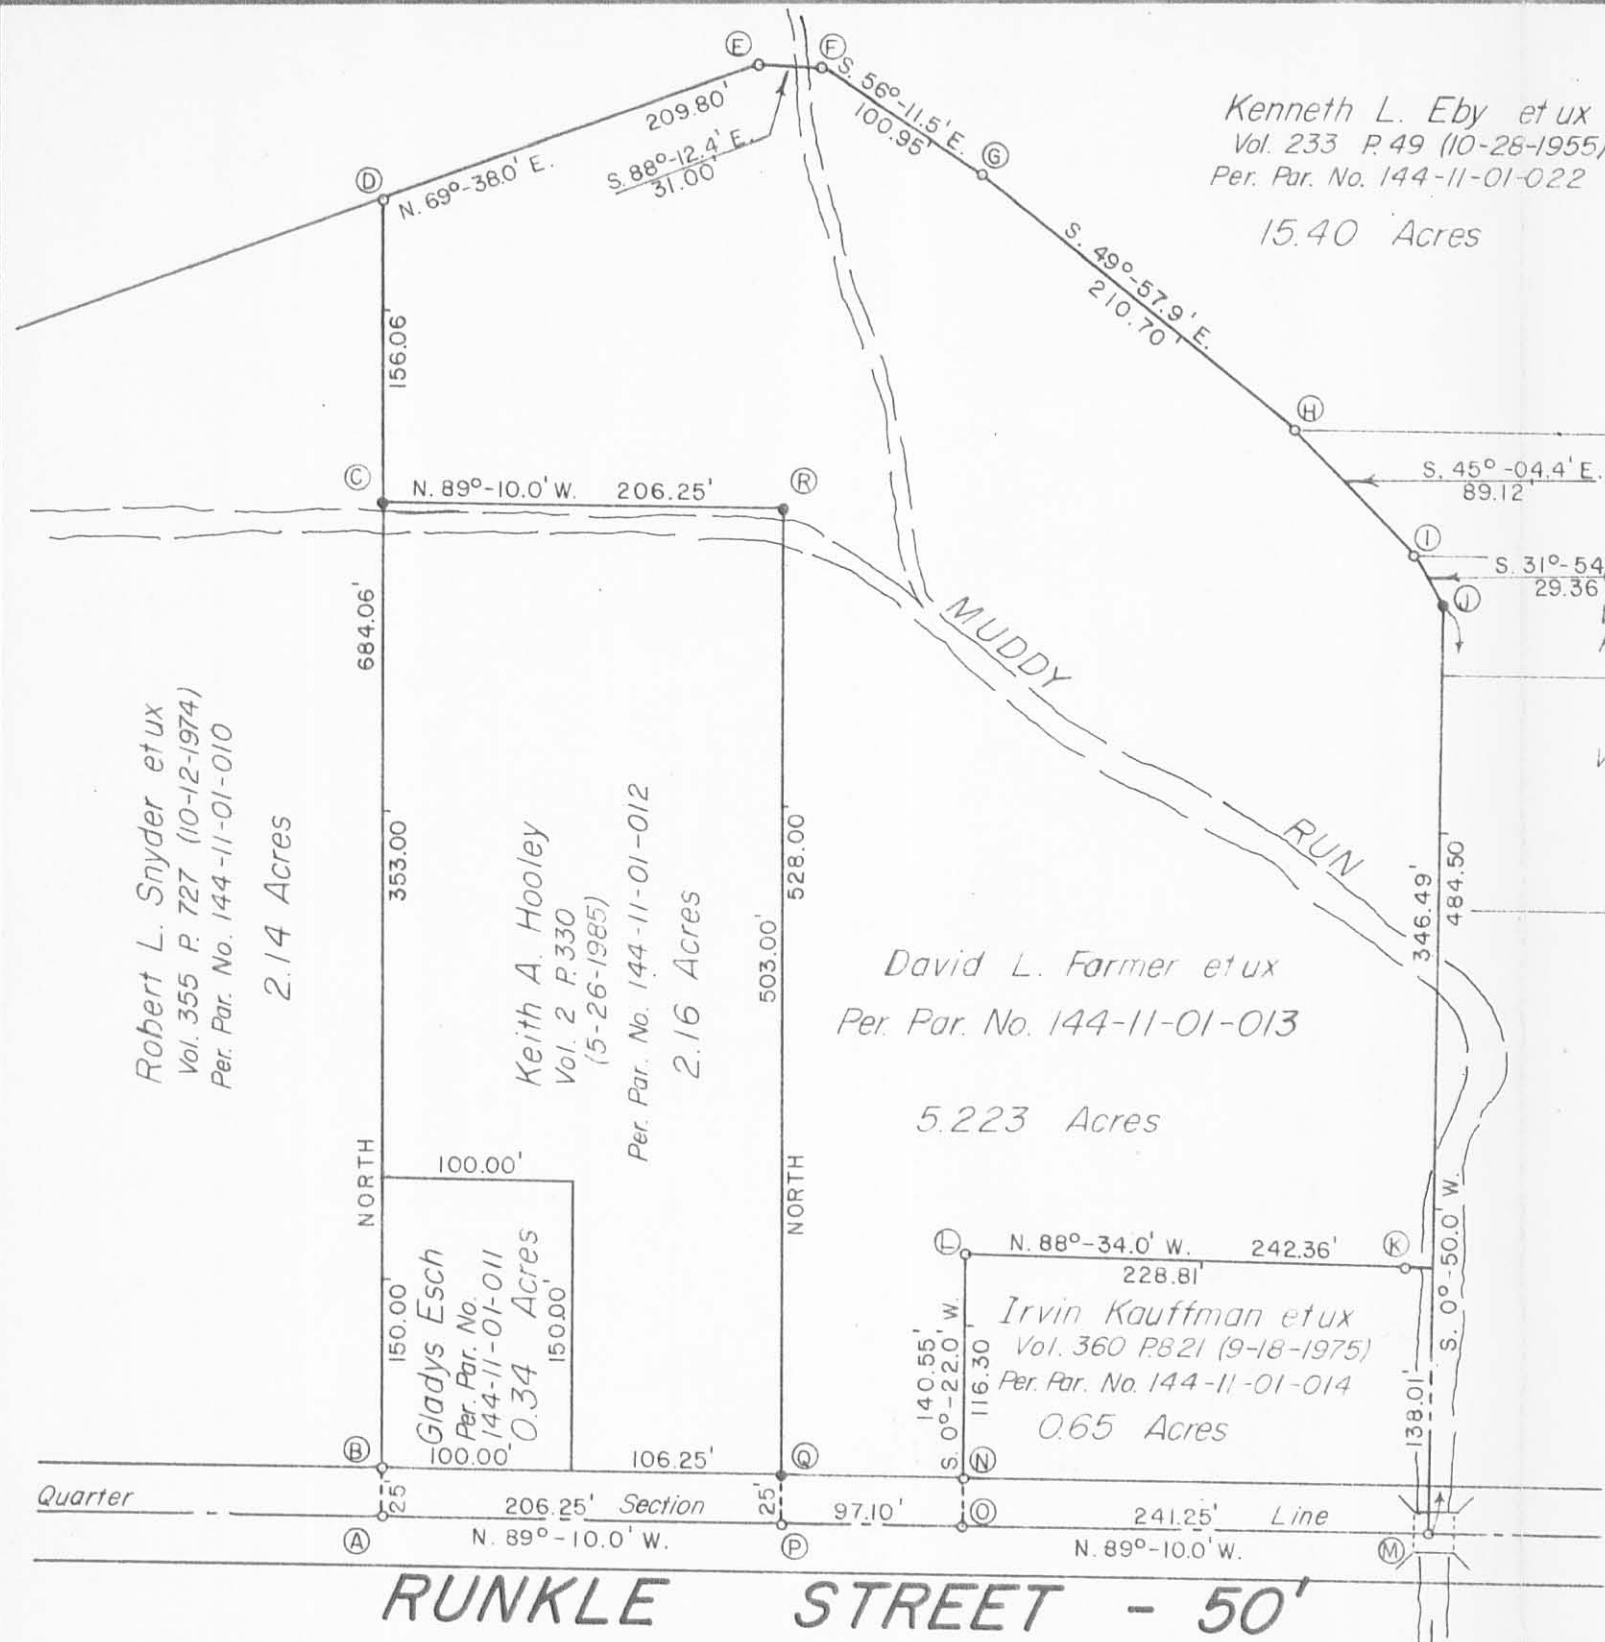 E
F
S. 56°-11.5' E.
100.95'
G
209.80'
S. 88°-12.4' E.
31.00'
D
N. 69°-38.0' E.
Kenneth L. Eby et ux
Vol. 233 P. 49 (10-28-1955)
Per. Par. No. 144-11-01-022
15.40 Acres
S. 49°-57.9' E.
210.70'
156.06'
H
S. 45°-04.4' E.
89.12'
C
N. 89°-10.0' W. 206.25'
R
I
S. 31°-54
29.36'
J
684.06'
MUDDY
RUN
Robert L. Snyder et ux
Vol. 355 P. 727 (10-12-1974)
Per. Par. No. 144-11-01-010
2.14 Acres
353.00'
Keith A. Hooley
Vol. 2 P. 330
(5-26-1985)
Per. Par. No. 144-11-01-012
2.16 Acres
528.00'
503.00'
346.49'
484.50'
David L. Farmer et ux
Per. Par. No. 144-11-01-013
5.223 Acres
NORTH
100.00'
NORTH
150.00'
Gladys Esch
Per. Par. No.
144-11-01-011
0.34 Acres
150.00'
L
N. 88°-34.0' W. 242.36'
K
228.81'
S. 0°-50.0' W.
140.55'
S. 0°-22.0' W.
116.30'
Irvin Kauffman et ux
Vol. 360 P.821 (9-18-1975)
Per. Par. No. 144-11-01-014
0.65 Acres
138.01'
B
100.00'
106.25'
Q
N
Quarter
25'
206.25' Section
25'
97.10'
O
241.25' Line
A
N. 89°-10.0' W.
P
N. 89°-10.0' W.
M
RUNKLE STREET - 50'